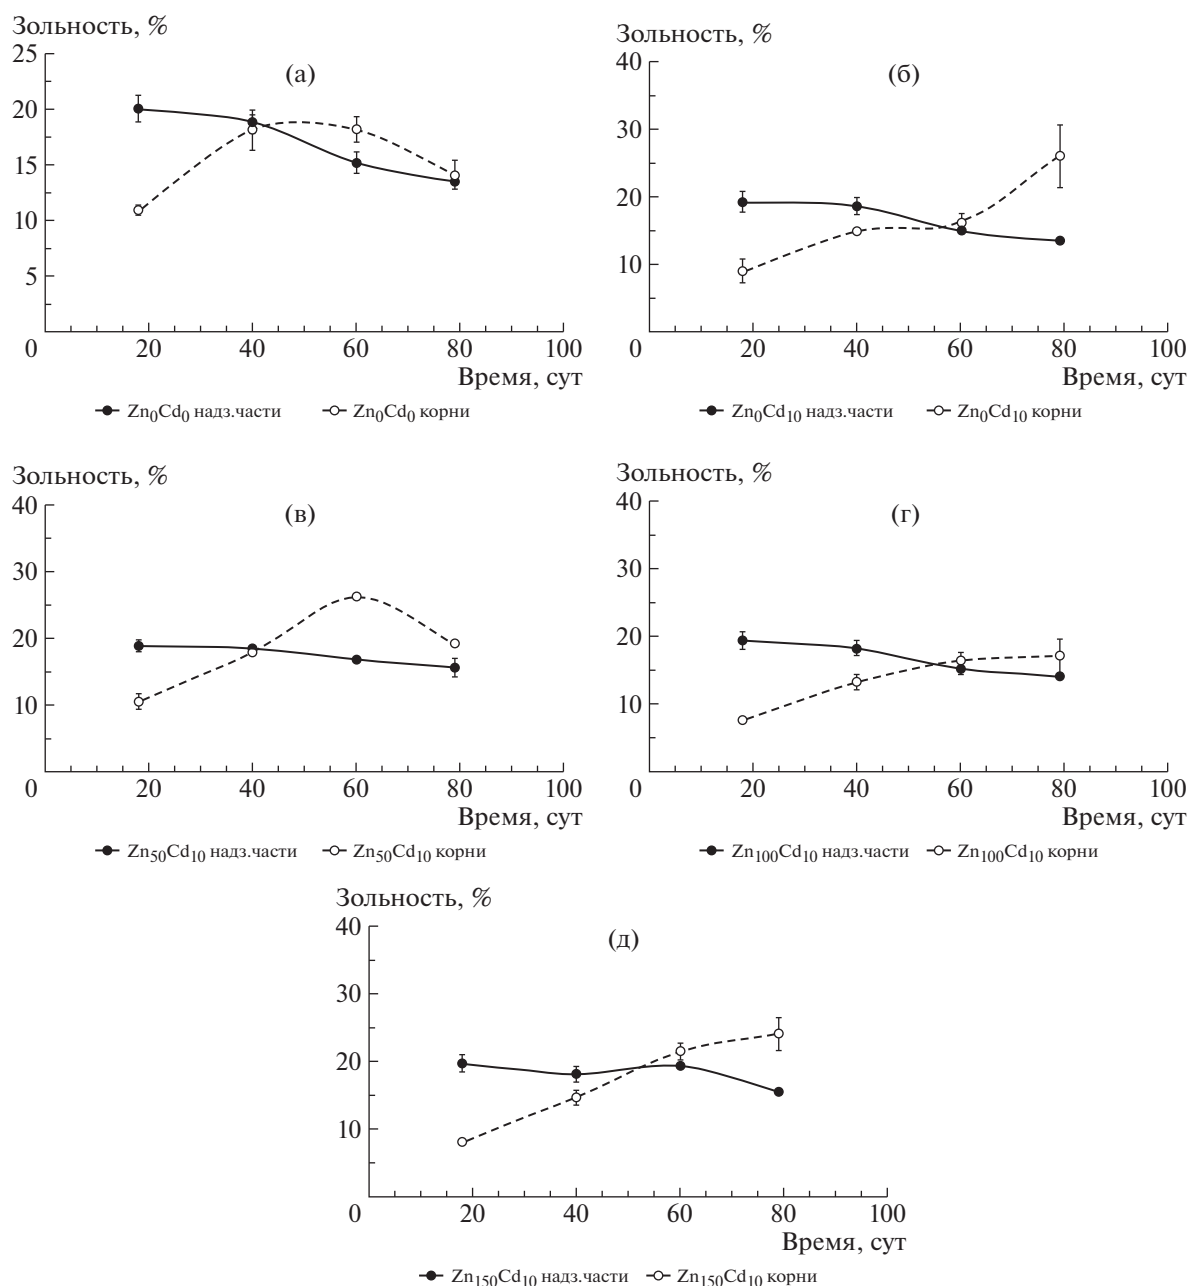 Зольность, %
25
(а)
20
15
10
5
0 20 40 60 80 100
Время, сут
Zn0Cd0 надз.части Zn0Cd0 корни
Зольность, %
40
(б)
30
20
10
0 20 40 60 80 100
Время, сут
Zn0Cd10 надз.части Zn0Cd10 корни
Зольность, %
40
(в)
30
20
10
0 20 40 60 80 100
Время, сут
Zn50Cd10 надз.части Zn50Cd10 корни
Зольность, %
40
(г)
30
20
10
0 20 40 60 80 100
Время, сут
Zn100Cd10 надз.части Zn100Cd10 корни
Зольность, %
40
(д)
30
20
10
0 20 40 60 80 100
Время, сут
Zn150Cd10 надз.части Zn150Cd10 корни